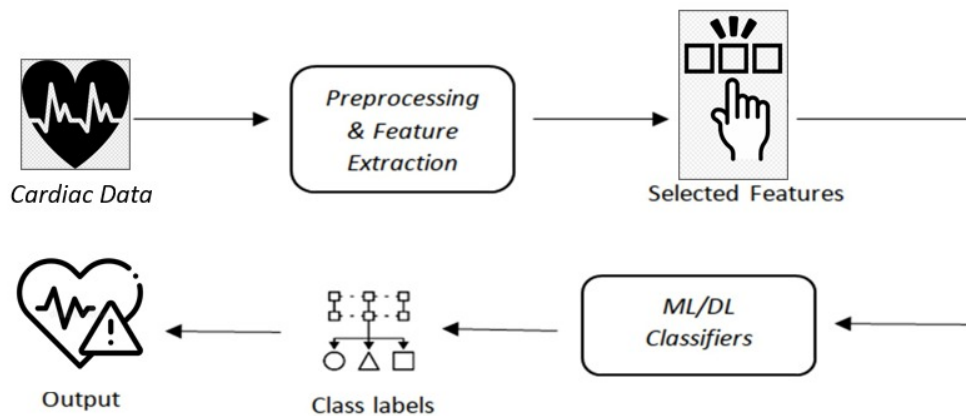 Preprocessing
& Feature
Extraction
Cardiac Data
Selected Features
ML/DL
Classifiers
Output
Class labels